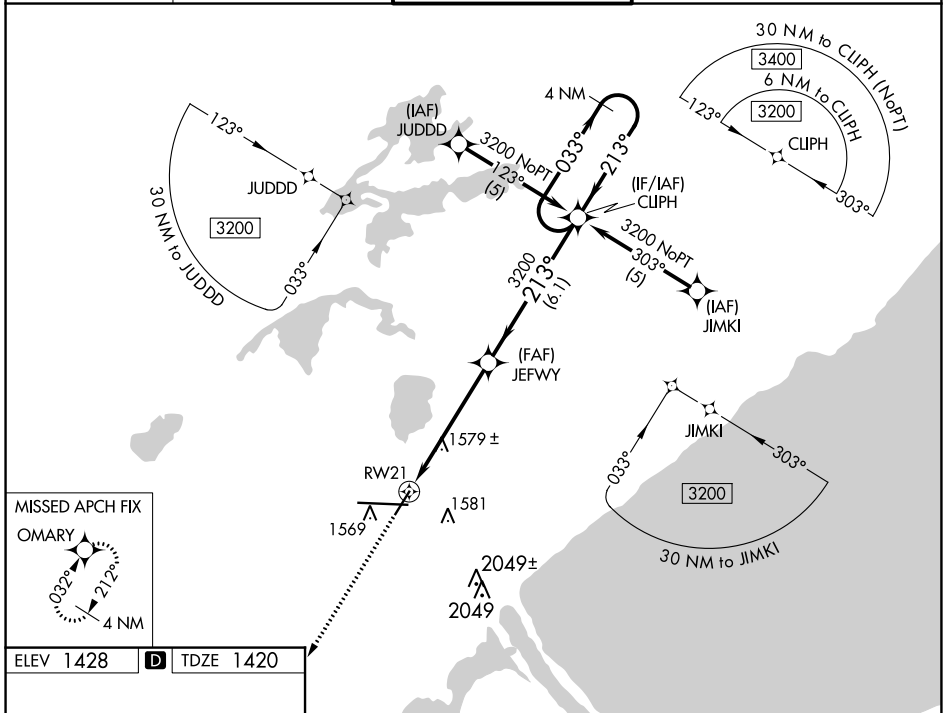 30 NM to CLIPH (NoPT)
3400
6 NM to CLIPH
3200
123°
CLIPH
303°
4 NM
(IAF)
JUDDD
3200 NoPT
123°
(5)
033°
213°
(IF/IAF)
CLIPH
123°
JUDDD
3200
033°
30 NM to JUDDD
3200 NoPT
303°
(5)
(IAF)
JIMKI
3200
213°
(6.1)
(FAF)
JEFWY
JIMKI
033°
303°
3200
30 NM to JIMKI
1579 ±
RW21
1581
1569
2049±
2049
MISSED APCH FIX
OMARY
032°
212°
4 NM
ELEV 1428 D TDZE 1420